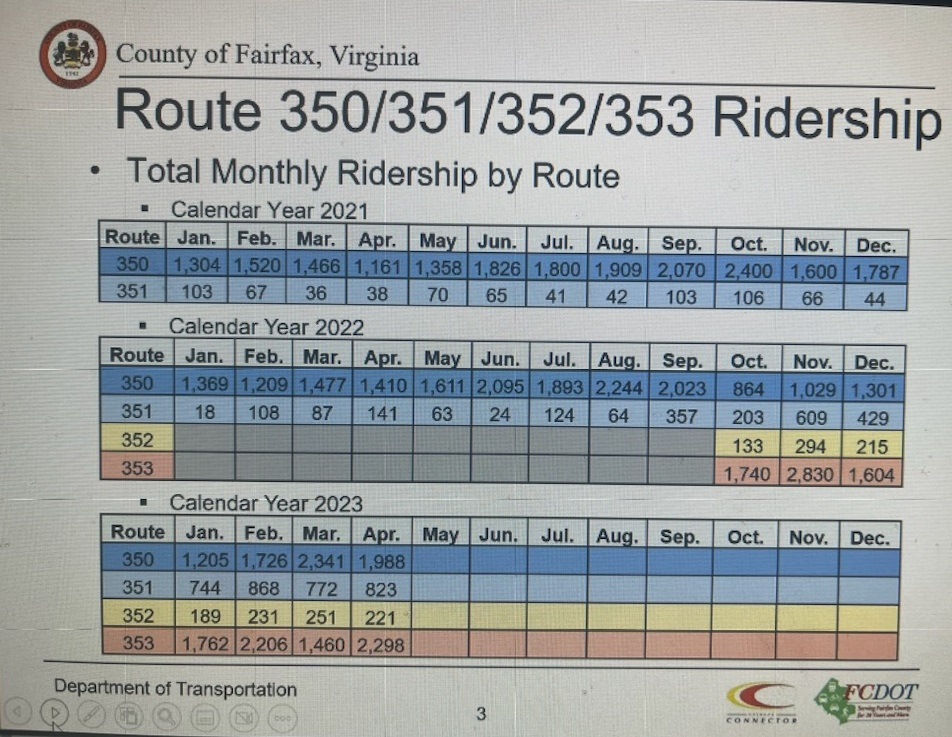 County of Fairfax, Virginia
Route 350/351/352/353 Ridership
• Total Monthly Ridership by Route
▪ Calendar Year 2021
Route Jan. Feb. Mar. Apr. May Jun. Jul. Aug. Sep. Oct. Nov. Dec.
350 1,304 1,520 1,466 1,161 1,358 1,826 1,800 1,909 2,070 2,400 1,600 1,787
351 103 67 36 38 70 65 41 42 103 106 66 44
▪ Calendar Year 2022
Route Jan. Feb. Mar. Apr. May Jun. Jul. Aug. Sep. Oct. Nov. Dec.
350 1,369 1,209 1,477 1,410 1,611 2,095 1,893 2,244 2,023 864 1,029 1,301
351 18 108 87 141 63 24 124 64 357 203 609 429
352 133 294 215
353 1,740 2,830 1,604
▪ Calendar Year 2023
Route Jan. Feb. Mar. Apr. May Jun. Jul. Aug. Sep. Oct. Nov. Dec.
350 1,205 1,726 2,341 1,988
351 744 868 772 823
352 189 231 251 221
353 1,762 2,206 1,460 2,298
Department of Transportation
3
CONNECTOR
FCDOT
Serving Fairfax County
for 30 Years and More